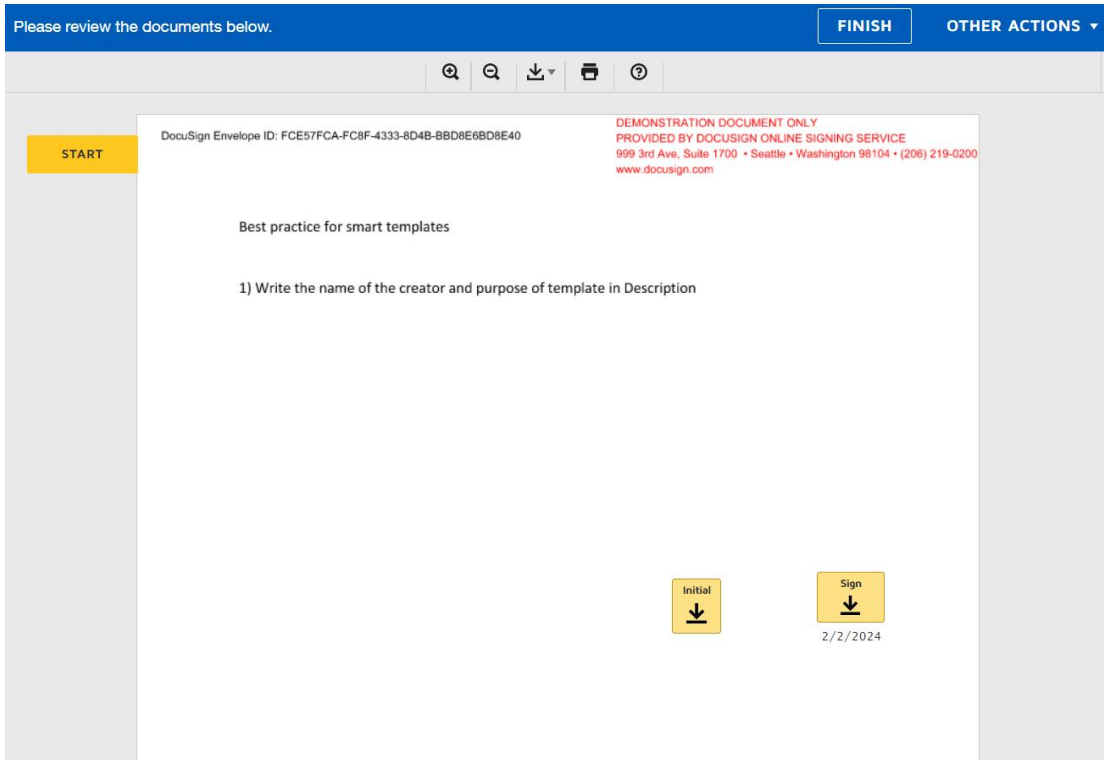 Please review the documents below.
FINISH
OTHER ACTIONS
START
DocuSign Envelope ID: FCE57FCA-FC8F-4333-8D4B-BBD8E6BD8E40
DEMONSTRATION DOCUMENT ONLY
PROVIDED BY DOCUSIGN ONLINE SIGNING SERVICE
999 3rd Ave, Suite 1700 • Seattle • Washington 98104 • (206) 219-0200
www.docusign.com
Best practice for smart templates
1) Write the name of the creator and purpose of template in Description
Initial
Sign
2/2/2024